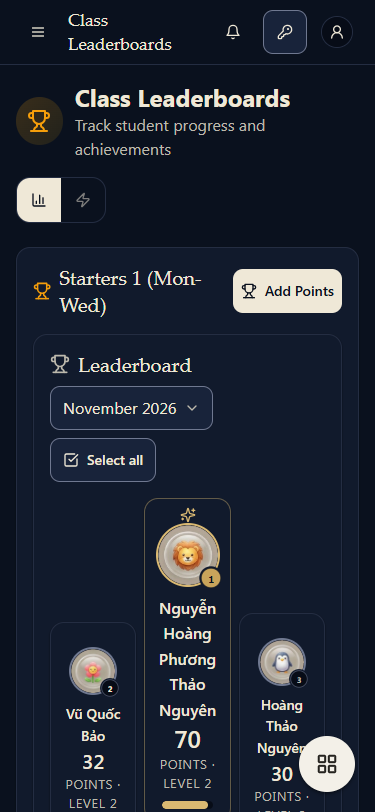 Class
Leaderboards
Class Leaderboards
Track student progress and
achievements
Starters 1 (Mon-
Wed)
Add Points
Leaderboard
November 2026
Select all
1
Nguyễn
Hoàng
Phương
Thảo
Nguyên
70
POINTS ·
LEVEL 2
2
Vũ Quốc
Bảo
32
POINTS ·
LEVEL 2
3
Hoàng
Thảo
Nguyên
30
POINTS ·
LEVEL 2